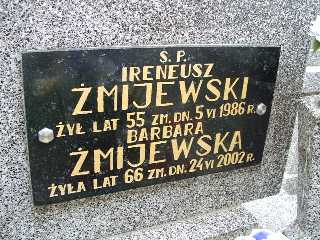 Ś. P.
IRENEUSZ
ŻMIJEWSKI
ŻYŁ LAT 55 ZM. DN. 5 VI 1986 R.
BARBARA
ŻMIJEWSKA
ŻYŁA LAT 66 ZM. DN. 24 VI 2002 R.